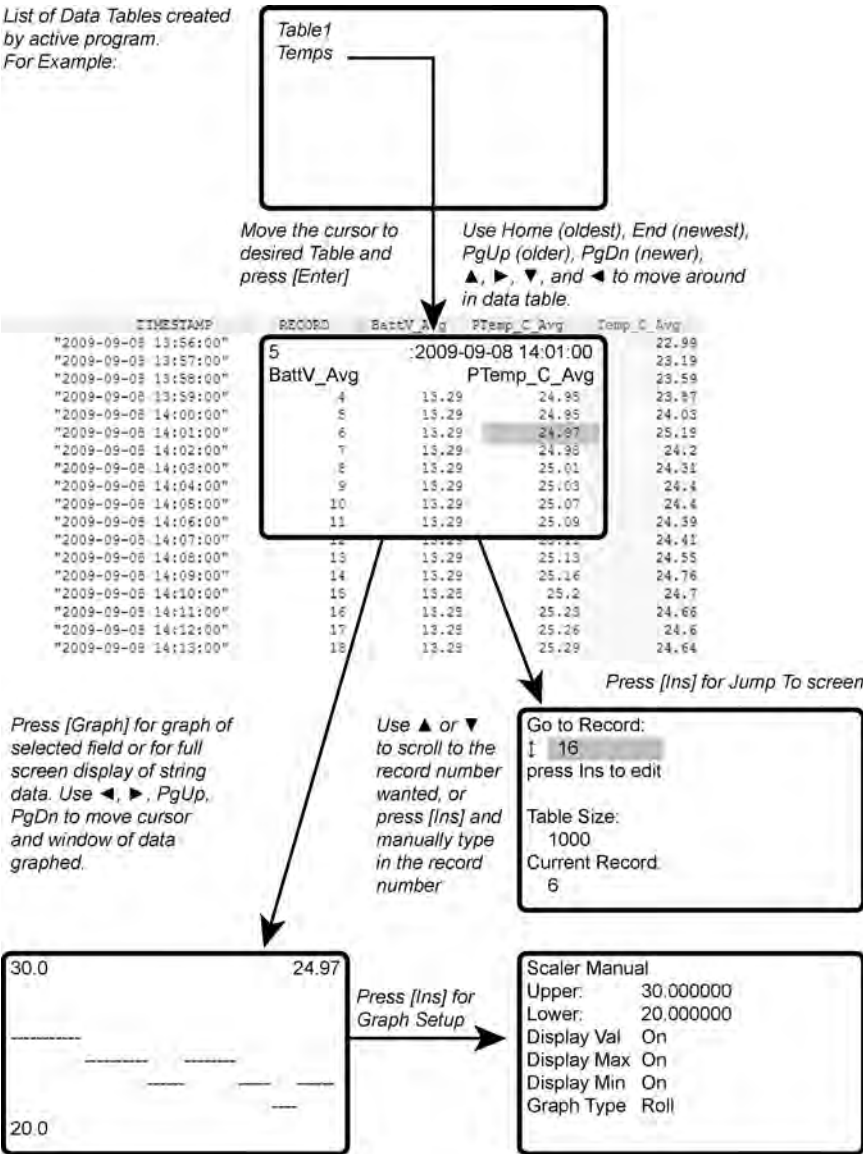 List of Data Tables created
by active program.
For Example:
Table1
Temps
Move the cursor to
desired Table and
press [Enter]
Use Home (oldest), End (newest),
PgUp (older), PgDn (newer),
▲, ►, ▼, and ◄ to move around
in data table.
TIMESTAMP RECORD BattV_Avg PTemp_C_Avg Temp_C_Avg
"2009-09-08 13:56:00" 22.99
5 :2009-09-08 14:01:00
"2009-09-08 13:57:00" 23.19
BattV_Avg PTemp_C_Avg
"2009-09-08 13:58:00" 23.59
"2009-09-08 13:59:00" 4 13.29 24.95 23.87
"2009-09-08 14:00:00" 5 13.29 24.95 24.03
"2009-09-08 14:01:00" 6 13.29 24.97 25.19
"2009-09-08 14:02:00" 7 13.29 24.98 24.2
"2009-09-08 14:03:00" 8 13.29 25.01 24.31
"2009-09-08 14:04:00" 9 13.29 25.03 24.4
"2009-09-08 14:05:00" 10 13.29 25.07 24.4
"2009-09-08 14:06:00" 11 13.29 25.09 24.39
"2009-09-08 14:07:00" 24.41
"2009-09-08 14:08:00" 13 13.29 25.13 24.55
"2009-09-08 14:09:00" 14 13.29 25.16 24.76
"2009-09-08 14:10:00" 15 13.28 25.2 24.7
"2009-09-08 14:11:00" 16 13.28 25.23 24.66
"2009-09-08 14:12:00" 17 13.28 25.26 24.6
"2009-09-08 14:13:00" 18 25.29 24.64
Press [Ins] for Jump To screen
Press [Graph] for graph of
selected field or for full
screen display of string
data. Use ◄, ►, PgUp,
PgDn to move cursor
and window of data
graphed.
Use ▲ or ▼
to scroll to the
record number
wanted, or
press [Ins] and
manually type
in the record
number
Go to Record:
↕ 16
press Ins to edit
Table Size:
1000
Current Record:
6
30.0 24.97
20.0
Press [Ins] for
Graph Setup
Scaler Manual
Upper: 30.000000
Lower: 20.000000
Display Val On
Display Max On
Display Min On
Graph Type Roll